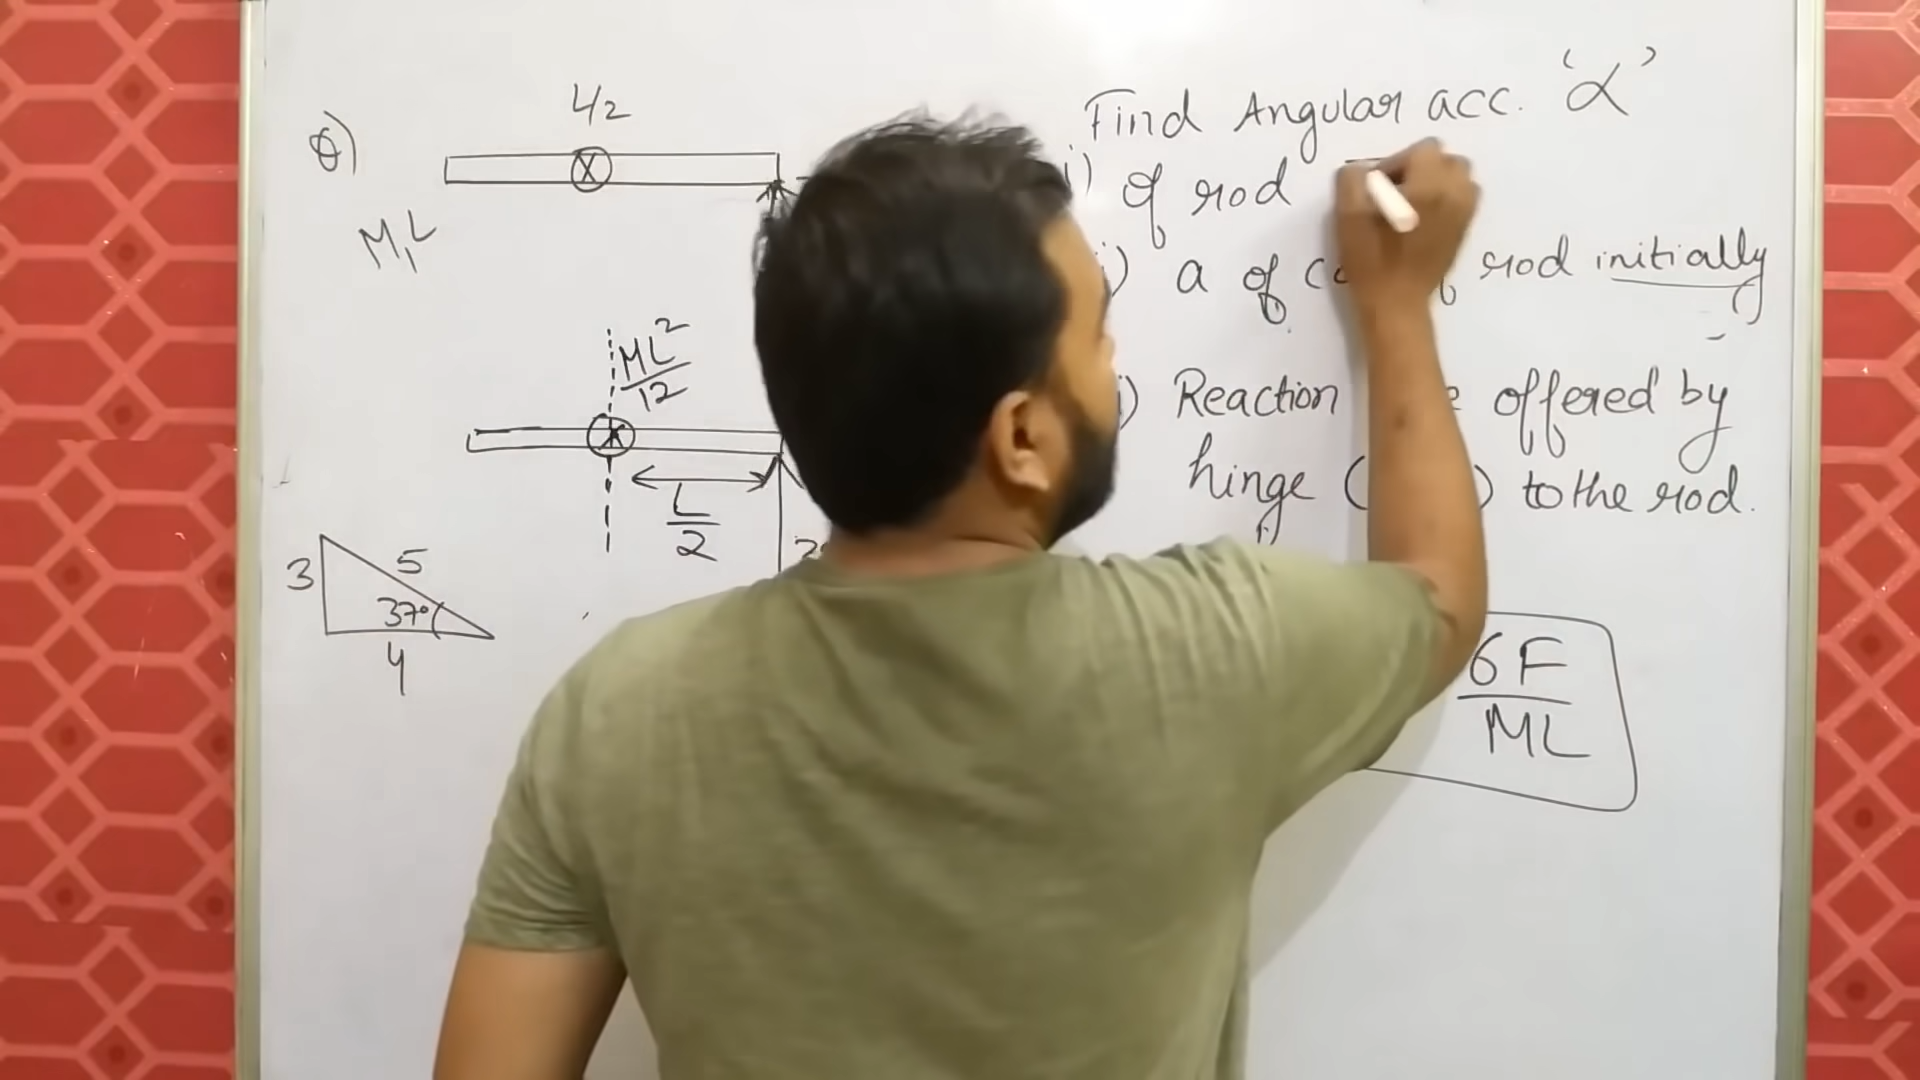 Q)
L/2
M, L
ML²
12
L
2
3
5
37°
4
Find Angular acc. 'α'
i) of rod
a of rod initially
Reaction offered by
hinge ( ) to the rod.
6F
ML